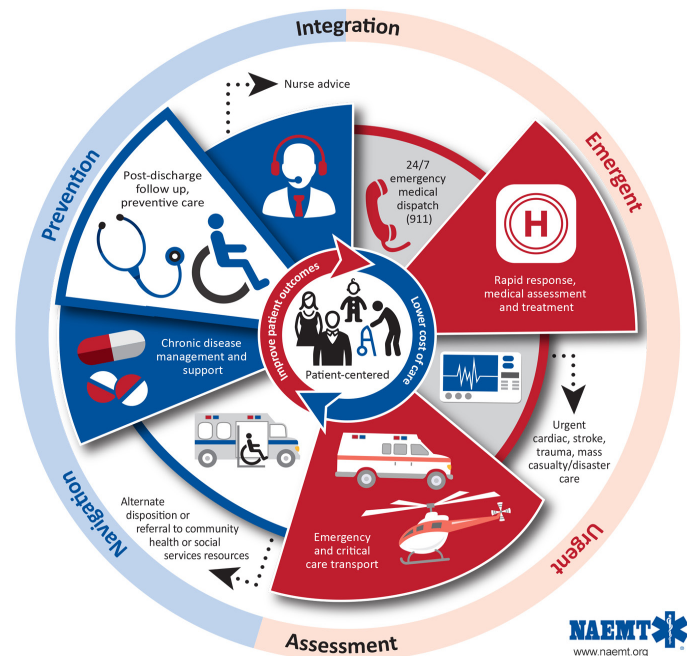 Integration
Emergent
Urgent
Assessment
Navigation
Prevention
Nurse advice
24/7
emergency
medical
dispatch
(911)
H
Rapid response,
medical assessment
and treatment
Urgent
cardiac, stroke,
trauma, mass
casualty/disaster
care
Emergency
and critical
care transport
Alternate
disposition or
referral to community
health or social
services resources
Chronic disease
management and
support
Post-discharge
follow up,
preventive care
Improve patient outcomes
Lower cost of care
Patient-centered
NAEMT
®
www.naemt.org